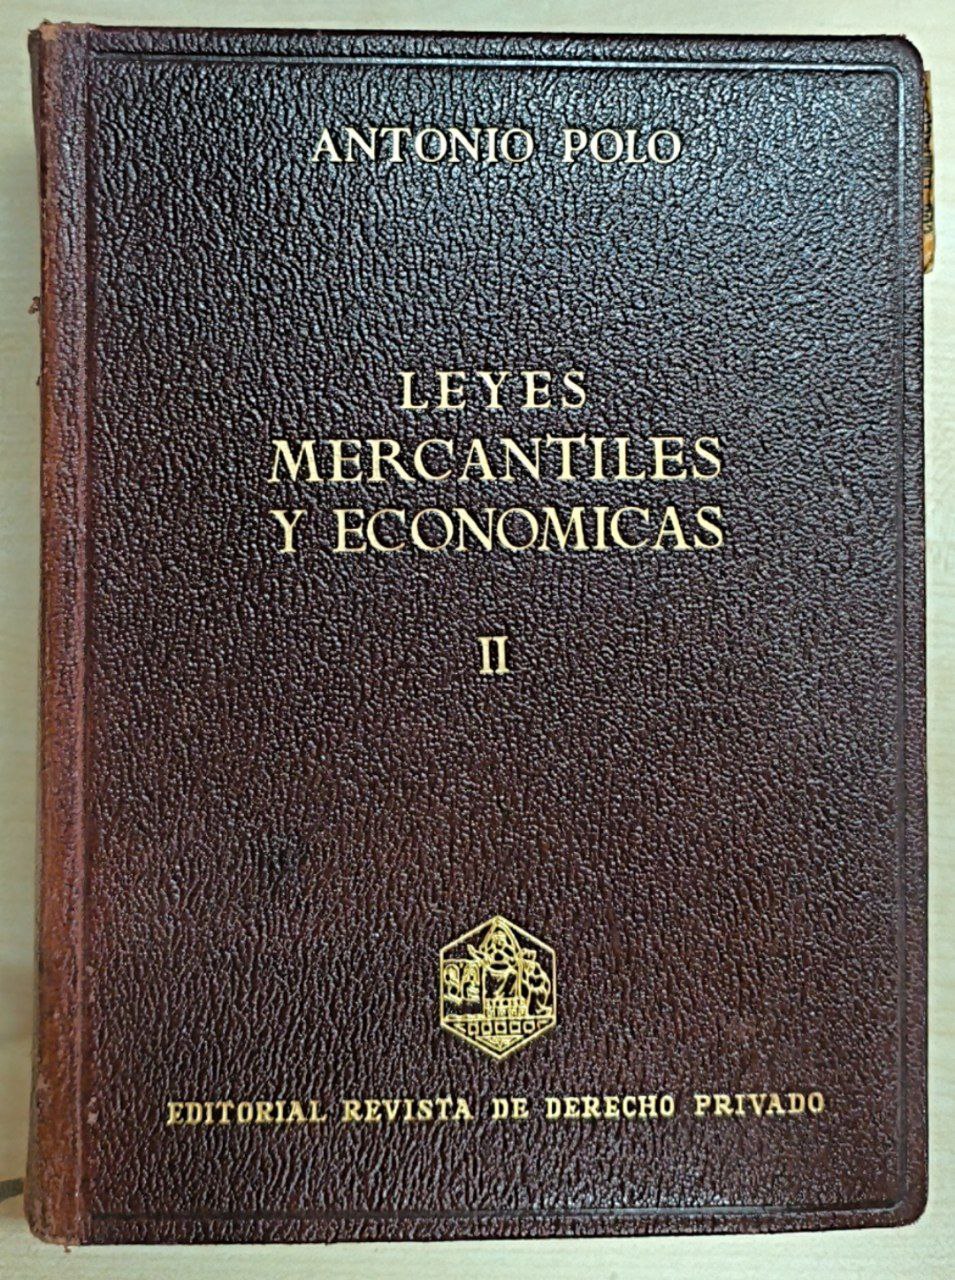 ANTONIO POLO
LEYES
MERCANTILES
Y ECONOMICAS
II
EDITORIAL REVISTA DE DERECHO PRIVADO